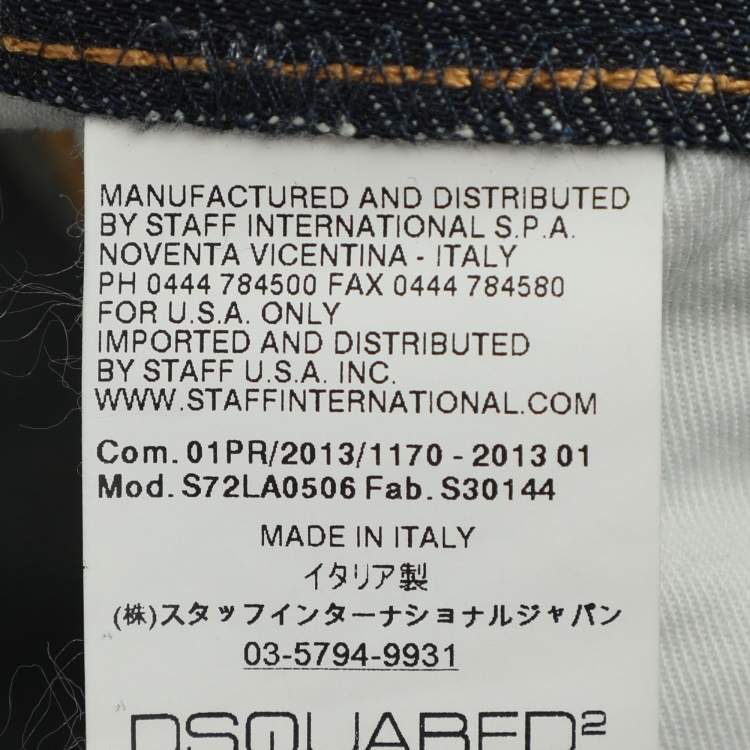 MANUFACTURED AND DISTRIBUTED
BY STAFF INTERNATIONAL S.P.A.
NOVENTA VICENTINA - ITALY
PH 0444 784500 FAX 0444 784580
FOR U.S.A. ONLY
IMPORTED AND DISTRIBUTED
BY STAFF U.S.A. INC.
WWW.STAFFINTERNATIONAL.COM
Com. 01PR/2013/1170 - 2013 01
Mod. S72LA0506 Fab. S30144
MADE IN ITALY
イタリア製
(株)スタッフインターナショナルジャパン
03-5794-9931
DSQUARED²